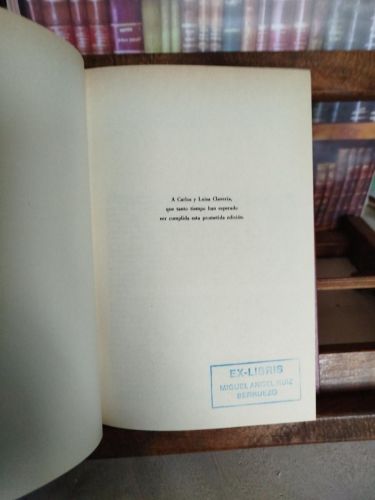 A Carlos y Luisa Clavería,
que tanto tiempo han esperado
ver cumplida esta prometida edición.
EX-LIBRIS
MIGUEL ANGEL RUIZ
BERRUEZO